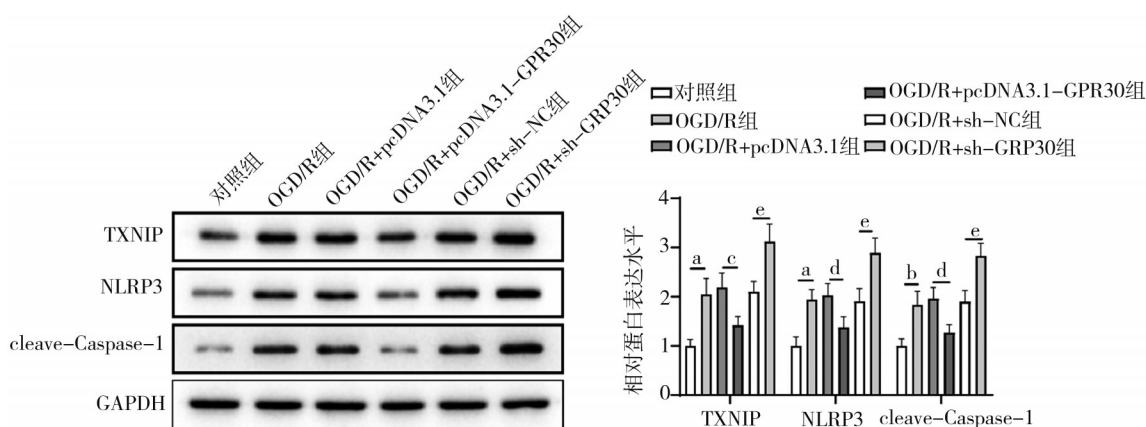 对照组
OGD/R组
OGD/R+pcDNA3.1组
OGD/R+pcDNA3.1-GPR30组
OGD/R+sh-NC组
OGD/R+sh-GRP30组
TXNIP
NLRP3
cleave-Caspase-1
GAPDH
对照组
OGD/R组
OGD/R+pcDNA3.1组
OGD/R+pcDNA3.1-GPR30组
OGD/R+sh-NC组
OGD/R+sh-GRP30组
相对蛋白表达水平
4
3
2
1
0
a c e
a d e
b d e
TXNIP NLRP3 cleave-Caspase-1